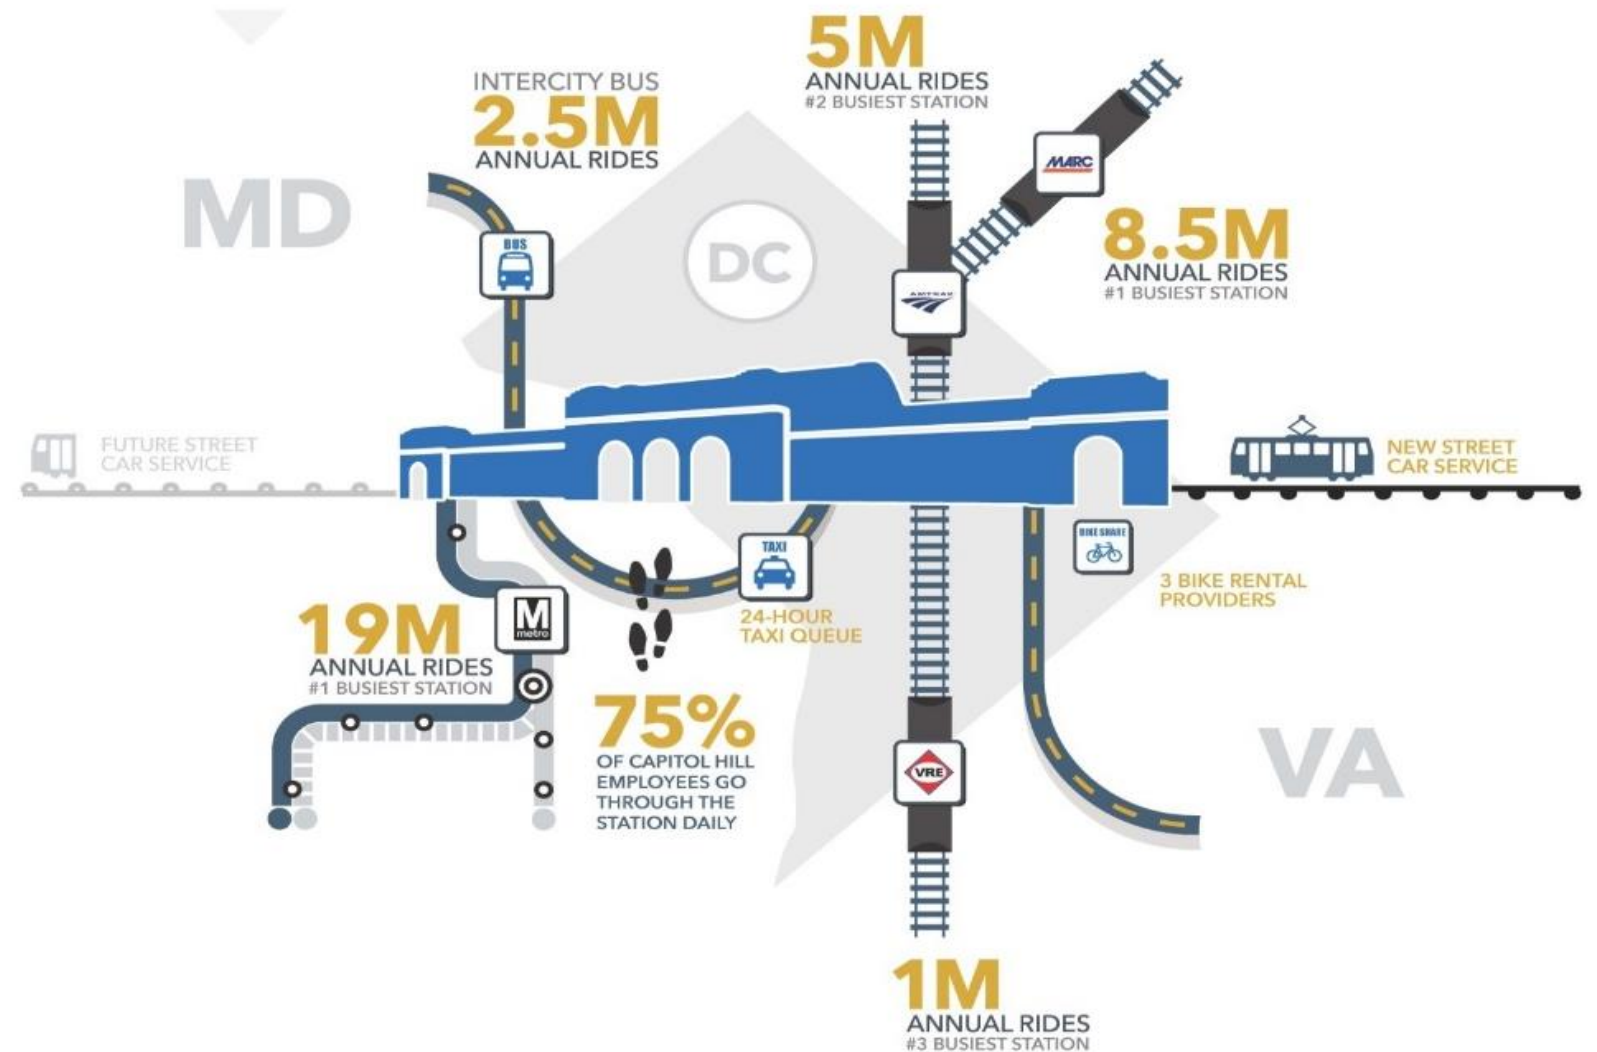 5M
ANNUAL RIDES
#2 BUSIEST STATION
INTERCITY BUS
2.5M
ANNUAL RIDES
MARC
MD
DC
8.5M
ANNUAL RIDES
#1 BUSIEST STATION
BUS
AMTRAK
FUTURE STREET
CAR SERVICE
NEW STREET
CAR SERVICE
BIKE SHARE
3 BIKE RENTAL
PROVIDERS
TAXI
24-HOUR
TAXI QUEUE
M
metro
19M
ANNUAL RIDES
#1 BUSIEST STATION
75%
OF CAPITOL HILL
EMPLOYEES GO
THROUGH THE
STATION DAILY
VRE
VA
1M
ANNUAL RIDES
#3 BUSIEST STATION